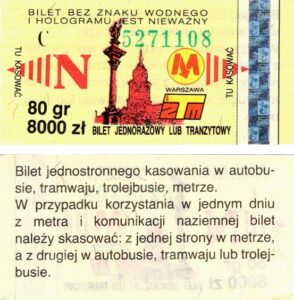 BILET BEZ ZNAKU WODNEGO
I HOLOGRAMU JEST NIEWAŻNY
C 5271108
TU KASOWAĆ
N
M
WARSZAWA
ZTM
TU KASOWAĆ
80 gr
8000 zł
BILET JEDNORAZOWY LUB TRANZYTOWY
Bilet jednostronnego kasowania w autobu-
sie, tramwaju, trolejbusie, metrze.
W przypadku korzystania w jednym dniu
z metra i komunikacji naziemnej bilet
należy skasować: z jednej strony w metrze,
a z drugiej w autobusie, tramwaju lub trolej-
busie.